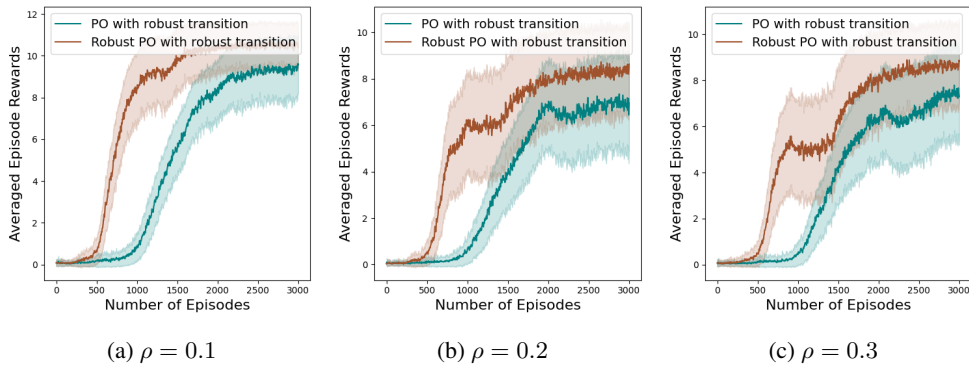 PO with robust transition
Robust PO with robust transition
Averaged Episode Rewards
12
10
8
6
4
2
0
0 500 1000 1500 2000 2500 3000
Number of Episodes
(a) ρ = 0.1
PO with robust transition
Robust PO with robust transition
Averaged Episode Rewards
10
8
6
4
2
0
0 500 1000 1500 2000 2500 3000
Number of Episodes
(b) ρ = 0.2
PO with robust transition
Robust PO with robust transition
Averaged Episode Rewards
10
8
6
4
2
0
0 500 1000 1500 2000 2500 3000
Number of Episodes
(c) ρ = 0.3